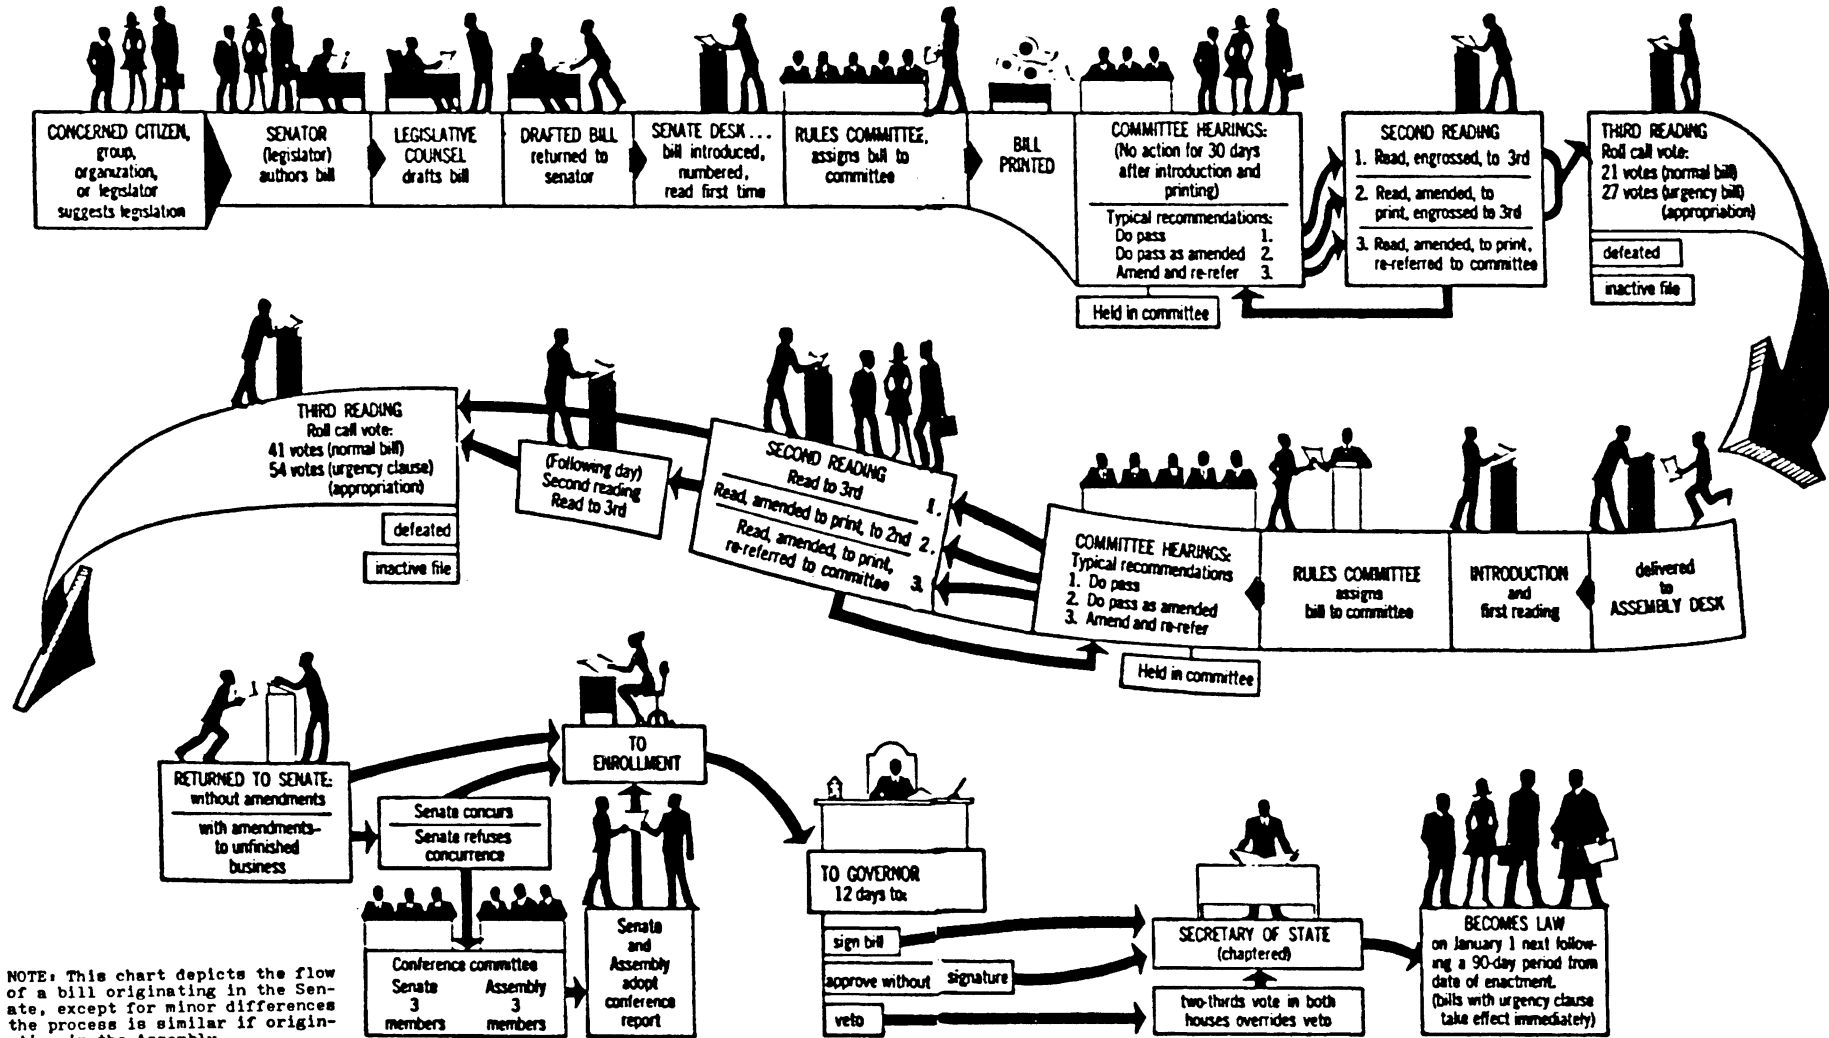 CONCERNED CITIZEN,
group,
organization,
or legislator
suggests legislation
SENATOR
(legislator)
authors bill
LEGISLATIVE
COUNSEL
drafts bill
DRAFTED BILL
returned to
senator
SENATE DESK...
bill introduced,
numbered,
read first time
RULES COMMITTEE,
assigns bill to
committee
BILL
PRINTED
COMMITTEE HEARINGS:
(No action for 30 days
after introduction and
printing)
Typical recommendations:
Do pass 1.
Do pass as amended 2.
Amend and re-refer 3.
Held in committee
SECOND READING
1. Read, engrossed, to 3rd
2. Read, amended, to
print, engrossed to 3rd
3. Read, amended, to print,
re-referred to committee
THIRD READING
Roll call vote:
21 votes (normal bill)
27 votes (urgency bill)
(appropriation)
defeated
inactive file
delivered
to
ASSEMBLY DESK
INTRODUCTION
and
first reading
RULES COMMITTEE
assigns
bill to committee
COMMITTEE HEARINGS:
Typical recommendations
1. Do pass
2. Do pass as amended
3. Amend and re-refer
Held in committee
SECOND READING
Read to 3rd 1.
Read, amended to print, to 2nd 2.
Read, amended, to print,
re-referred to committee 3.
(Following day)
Second reading
Read to 3rd
THIRD READING
Roll call vote:
41 votes (normal bill)
54 votes (urgency clause)
(appropriation)
defeated
inactive file
RETURNED TO SENATE:
without amendments
with amendments-
to unfinished
business
Senate concurs
Senate refuses
concurrence
TO
ENROLLMENT
Conference committee
Senate Assembly
3 3
members members
Senate
and
Assembly
adopt
conference
report
TO GOVERNOR
12 days to:
sign bill
approve without signature
veto
SECRETARY OF STATE
(chaptered)
two-thirds vote in both
houses overrides veto
BECOMES LAW
on January 1 next follow-
ing a 90-day period from
date of enactment.
(bills with urgency clause
take effect immediately)
NOTE: This chart depicts the flow
of a bill originating in the Sen-
ate, except for minor differences
the process is similar if origin-
in the Assembly